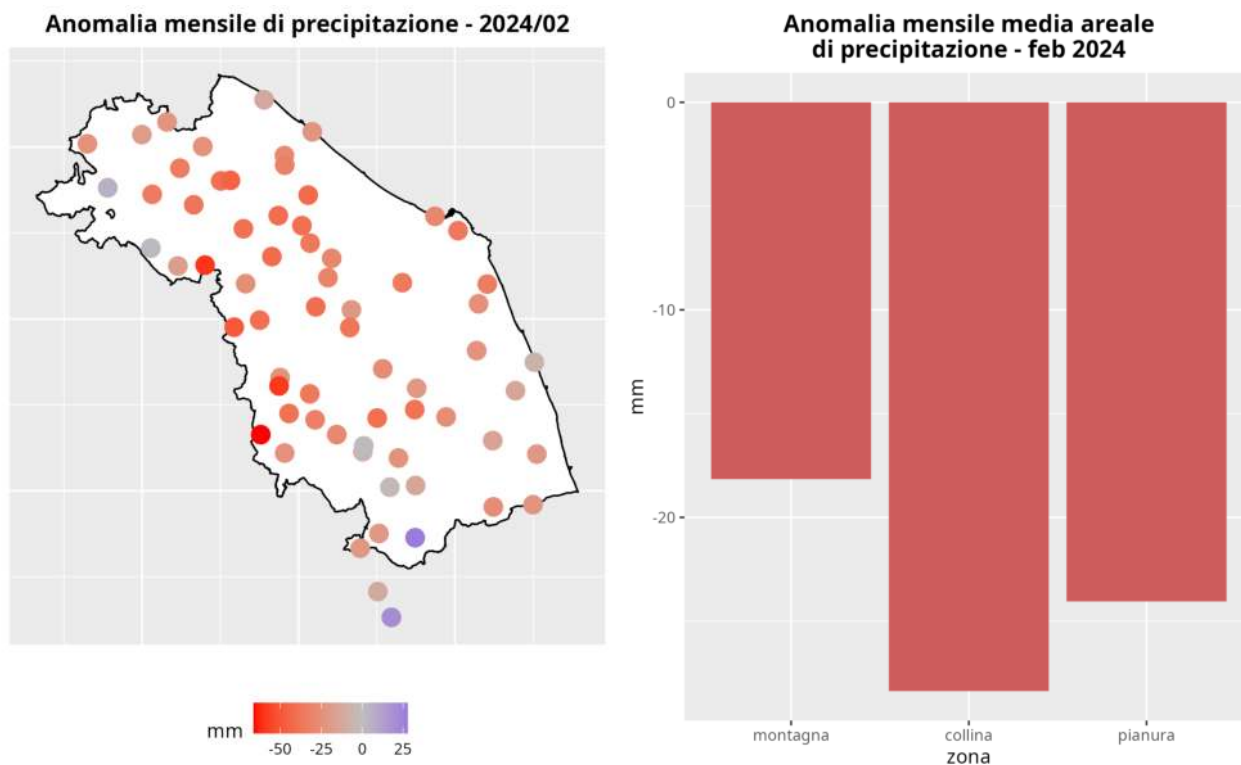 Anomalia mensile di precipitazione - 2024/02
mm
-50 -25 0 25
Anomalia mensile media areale
di precipitazione - feb 2024
0
-10
-20
mm
montagna collina pianura
zona